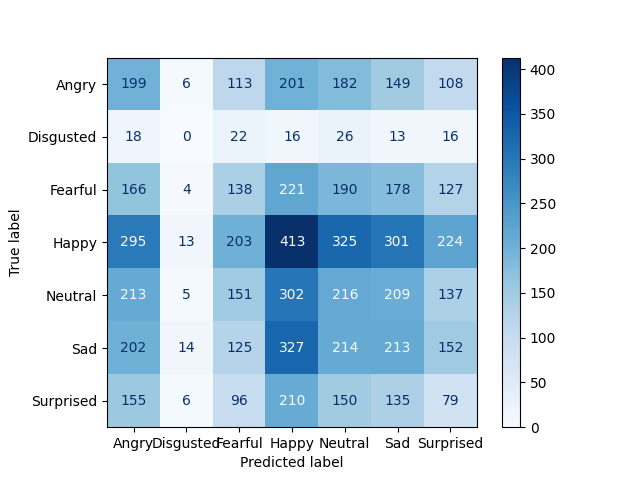 Angry 199 6 113 201 182 149 108
Disgusted 18 0 22 16 26 13 16
Fearful 166 4 138 221 190 178 127
Happy 295 13 203 413 325 301 224
Neutral 213 5 151 302 216 209 137
Sad 202 14 125 327 214 213 152
Surprised 155 6 96 210 150 135 79
Angry Disgusted Fearful Happy Neutral Sad Surprised
Predicted label
True label
400
350
300
250
200
150
100
50
0